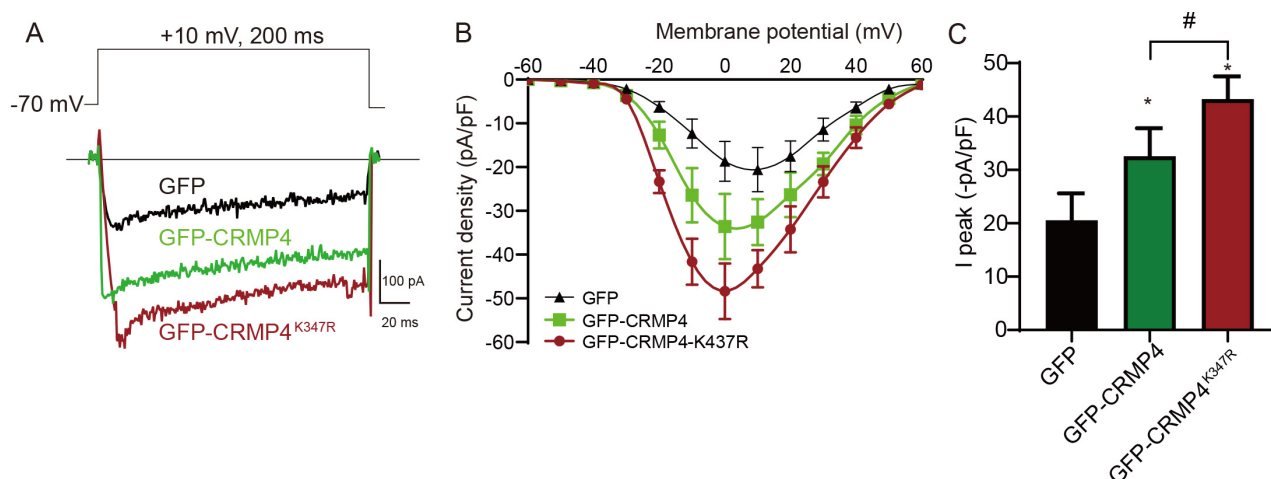 A
+10 mV, 200 ms
-70 mV
GFP
GFP-CRMP4
GFP-CRMP4K347R
100 pA
20 ms
B
Membrane potential (mV)
-60 -40 -20 0 20 40 60
Current density (pA/pF)
0
-10
-20
-30
-40
-50
-60
GFP
GFP-CRMP4
GFP-CRMP4-K437R
C
#
* *
I peak (-pA/pF)
50
40
30
20
10
0
GFP
GFP-CRMP4
GFP-CRMP4K347R